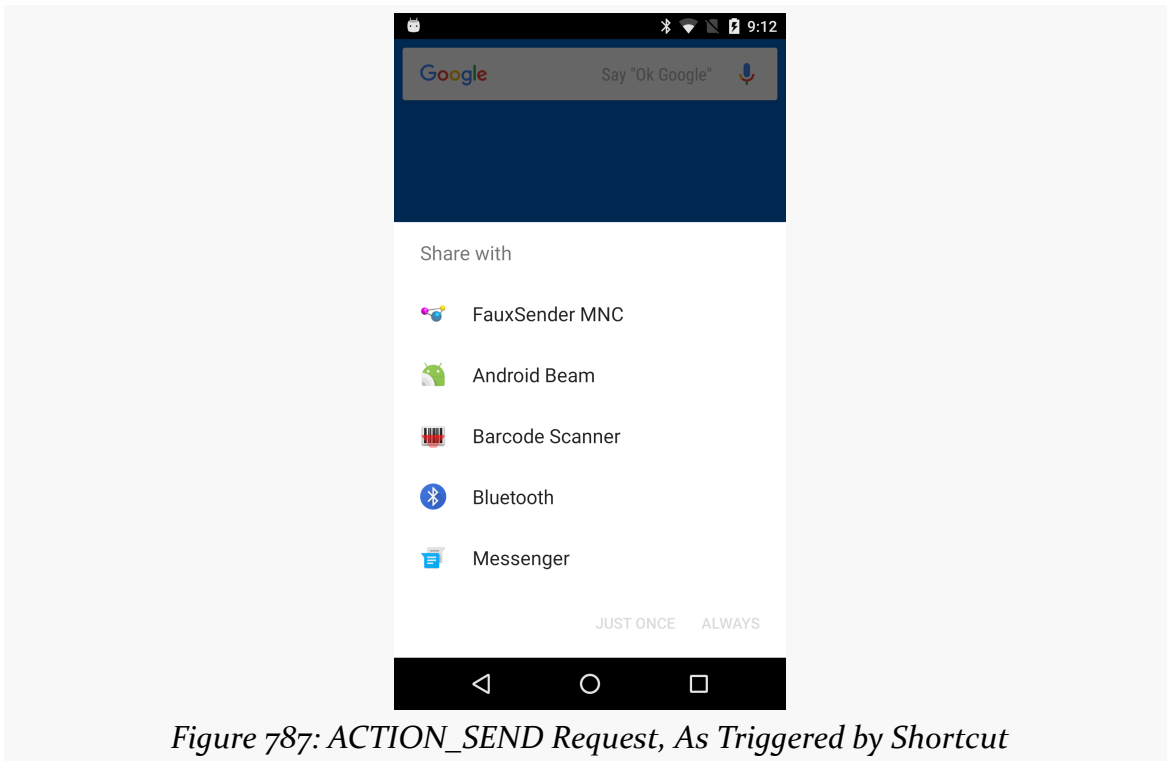 9:12
Google Say "Ok Google"
Share with
FauxSender MNC
Android Beam
Barcode Scanner
Bluetooth
Messenger
JUST ONCE ALWAYS
Figure 787: ACTION_SEND Request, As Triggered by Shortcut